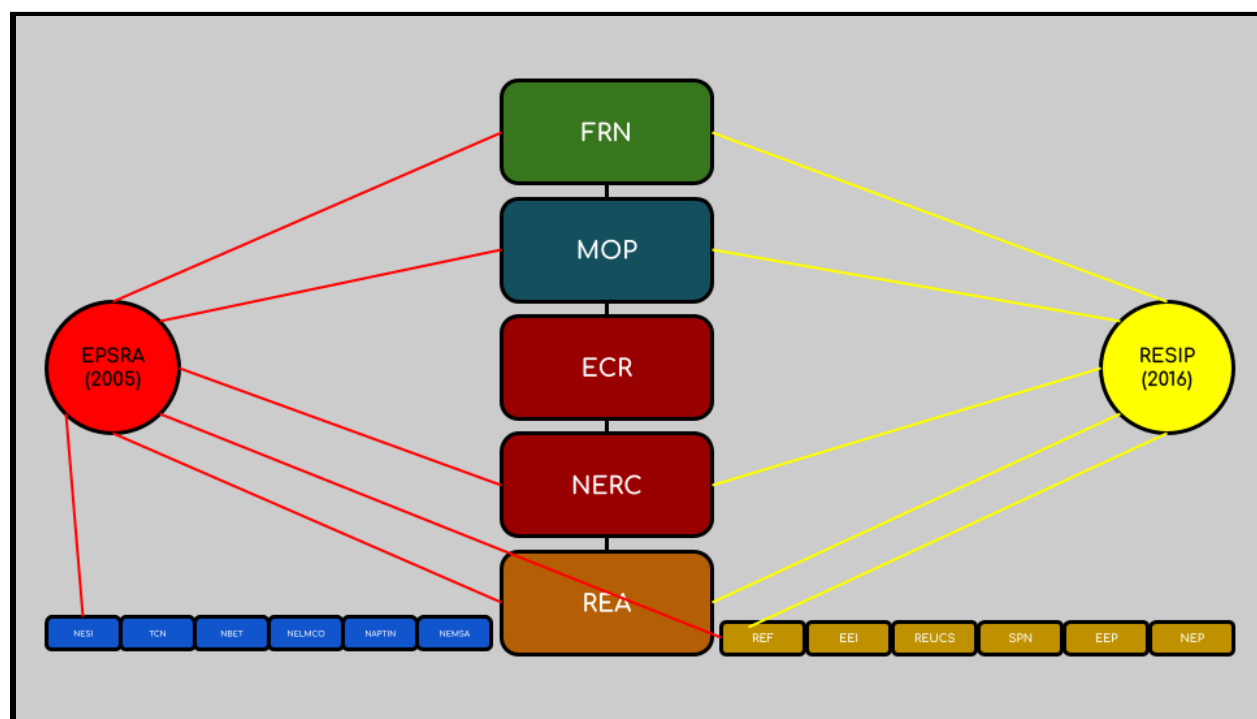 FRN
MOP
EPSRA
(2005)
ECR
RESIP
(2016)
NERC
REA
NESI
TCN
NBET
NELMCO
NAPTIN
NEMSA
REF
EEI
REUCS
SPN
EEP
NEP